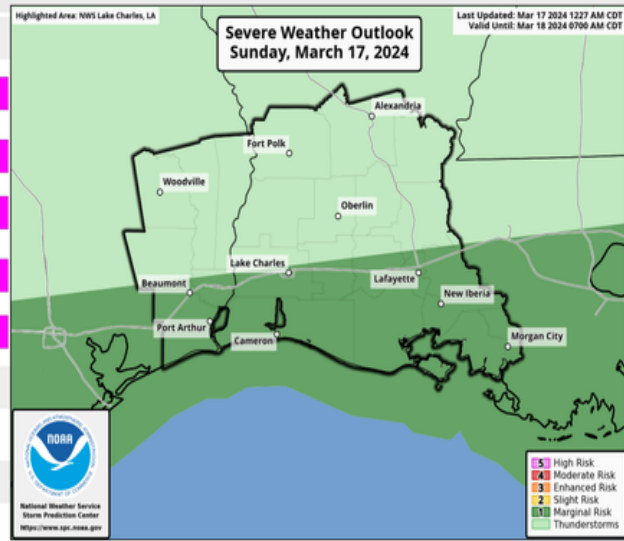 Highlighted Area: NWS Lake Charles, LA
Severe Weather Outlook
Sunday, March 17, 2024
Last Updated: Mar 17 2024 1227 AM CDT
Valid Until: Mar 18 2024 0700 AM CDT
Alexandria
Fort Polk
Woodville
Oberlin
Lake Charles
Lafayette
Beaumont
New Iberia
Port Arthur
Cameron
Morgan City
NOAA
National Weather Service
Storm Prediction Center
https://www.spc.noaa.gov
5 High Risk
4 Moderate Risk
3 Enhanced Risk
2 Slight Risk
1 Marginal Risk
Thunderstorms